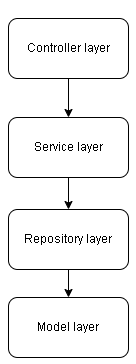 Controller layer
Service layer
Repository layer
Model layer